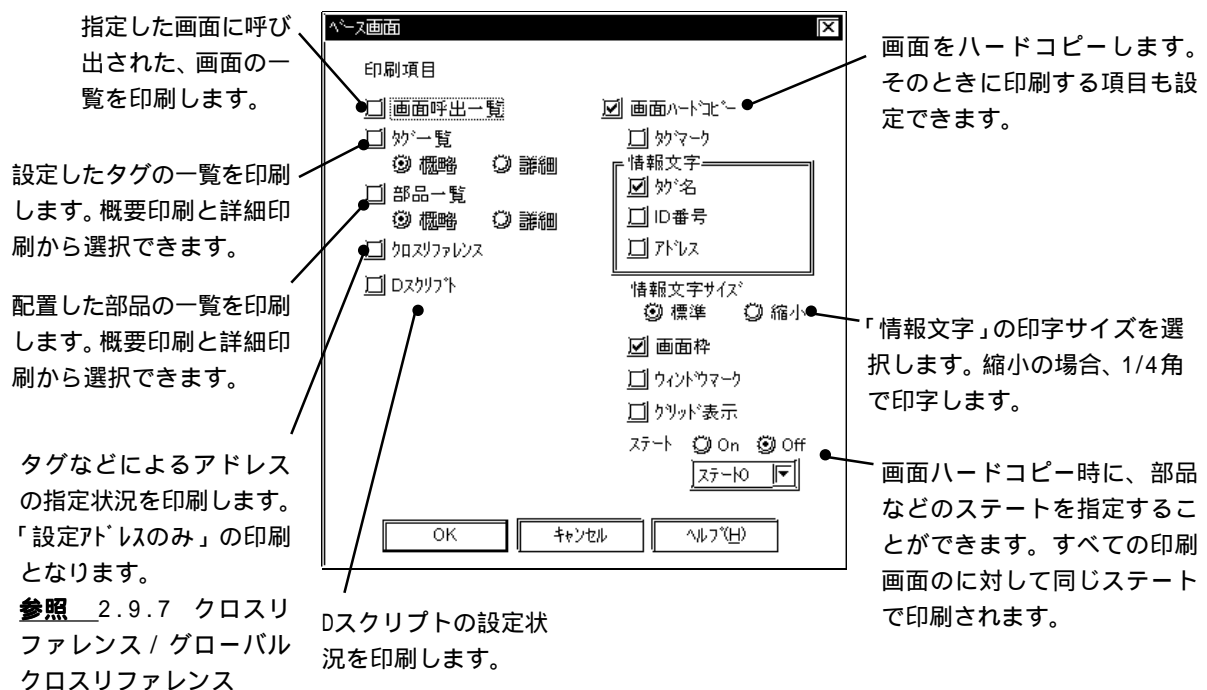 指定した画面に呼び
出された、画面の一
覧を印刷します。
設定したタグの一覧を印刷
します。概要印刷と詳細印
刷から選択できます。
配置した部品の一覧を印刷
します。概要印刷と詳細印
刷から選択できます。
タグなどによるアドレス
の指定状況を印刷します。
「設定ｱﾄﾞﾚｽのみ」の印刷
となります。
参照 2.9.7 クロスリ
ファレンス / グローバル
クロスリファレンス
ﾍﾞｰｽ画面
印刷項目
画面呼出一覧
ﾀｸﾞ一覧
概略 詳細
部品一覧
概略 詳細
ｸﾛｽﾘﾌｧﾚﾝｽ
Dｽｸﾘﾌﾟﾄ
画面ﾊｰﾄﾞｺﾋﾟｰ
ﾀｸﾞﾏｰｸ
情報文字
ﾀｸﾞ名
ID番号
ｱﾄﾞﾚｽ
情報文字ｻｲｽﾞ
標準 縮小
画面枠
ｳｨﾝﾄﾞｳﾏｰｸ
ｸﾞﾘｯﾄﾞ表示
ｽﾃｰﾄ On Off
ｽﾃｰﾄ0
OK ｷｬﾝｾﾙ ﾍﾙﾌﾟ(H)
Dスクリプトの設定状
況を印刷します。
画面をハードコピーします。
そのときに印刷する項目も設
定できます。
「情報文字」の印字サイズを選
択します。縮小の場合、1/4角
で印字します。
画面ハードコピー時に、部品
などのステートを指定するこ
とができます。すべての印刷
画面のに対して同じステート
で印刷されます。